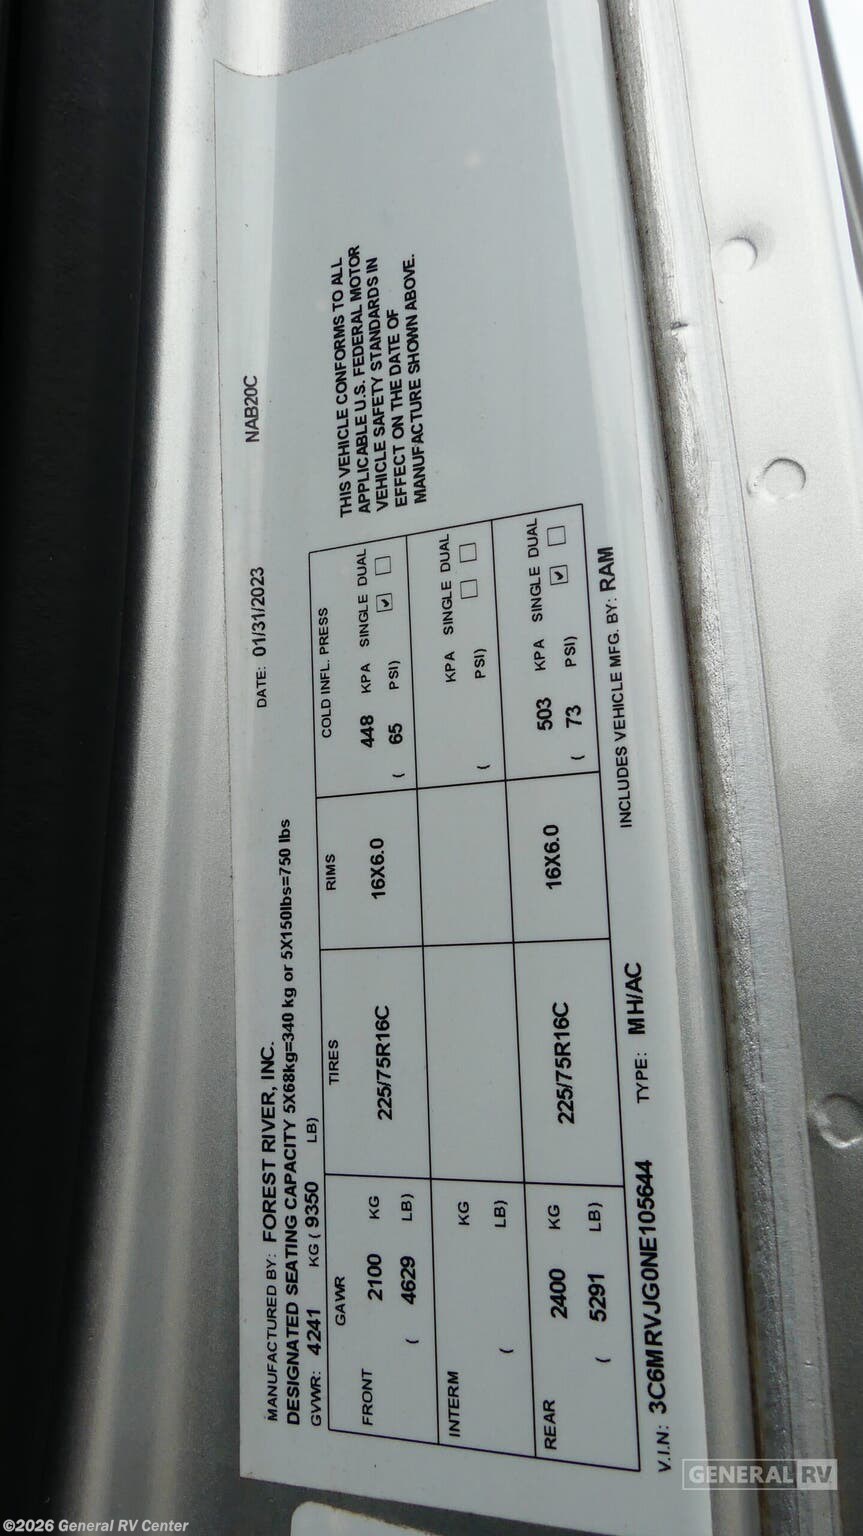 MANUFACTURED BY: FOREST RIVER, INC. DATE: 01/31/2023 NAB20C
DESIGNATED SEATING CAPACITY 5X68kg=340 kg or 5X150lbs=750 lbs
GVWR: 4241 KG ( 9350 LB)
GAWR TIRES RIMS COLD INFL. PRESS
FRONT 2100 KG 225/75R16C 16X6.0 448 KPA SINGLE DUAL
( 4629 LB) ( 65 PSI)
INTERM KG KPA SINGLE DUAL
( LB) ( PSI)
REAR 2400 KG 225/75R16C 16X6.0 503 KPA SINGLE DUAL
( 5291 LB) ( 73 PSI)
THIS VEHICLE CONFORMS TO ALL
APPLICABLE U.S. FEDERAL MOTOR
VEHICLE SAFETY STANDARDS IN
EFFECT ON THE DATE OF
MANUFACTURE SHOWN ABOVE.
V.I.N: 3C6MRVJG0NE105644 TYPE: MH/AC INCLUDES VEHICLE MFG. BY: RAM
GENERAL RV
©2026 General RV Center